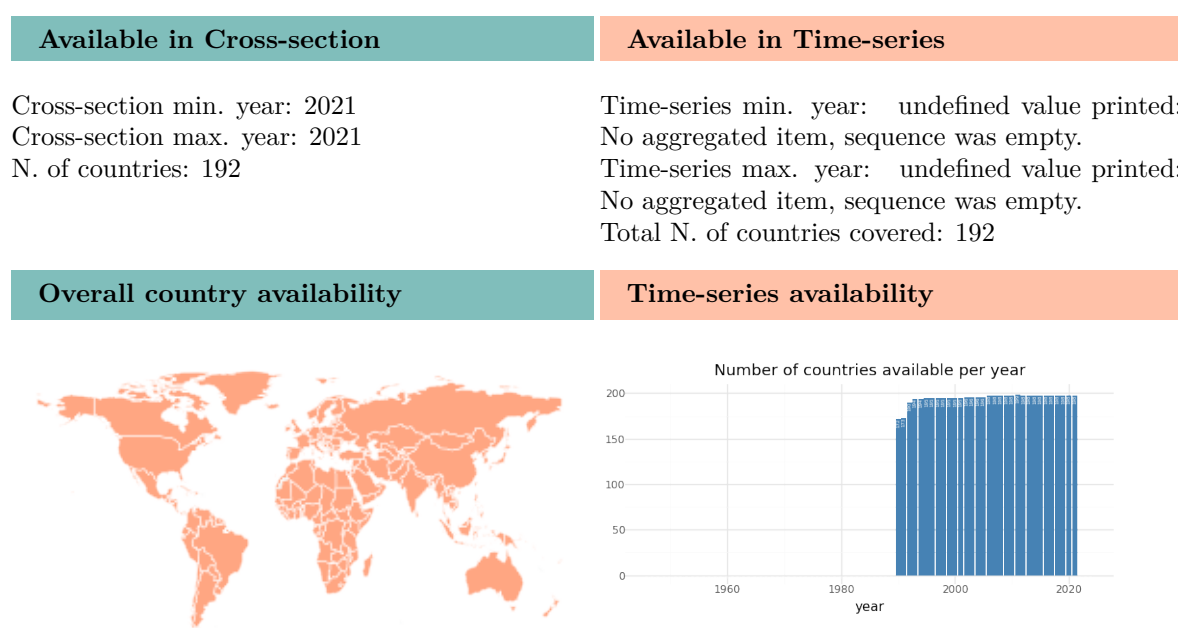 Available in Cross-section
Cross-section min. year: 2021
Cross-section max. year: 2021
N. of countries: 192
Available in Time-series
Time-series min. year: undefined value printed:
No aggregated item, sequence was empty.
Time-series max. year: undefined value printed:
No aggregated item, sequence was empty.
Total N. of countries covered: 192
Overall country availability
Time-series availability
Number of countries available per year
200
150
100
50
0
1960 1980 2000 2020
year